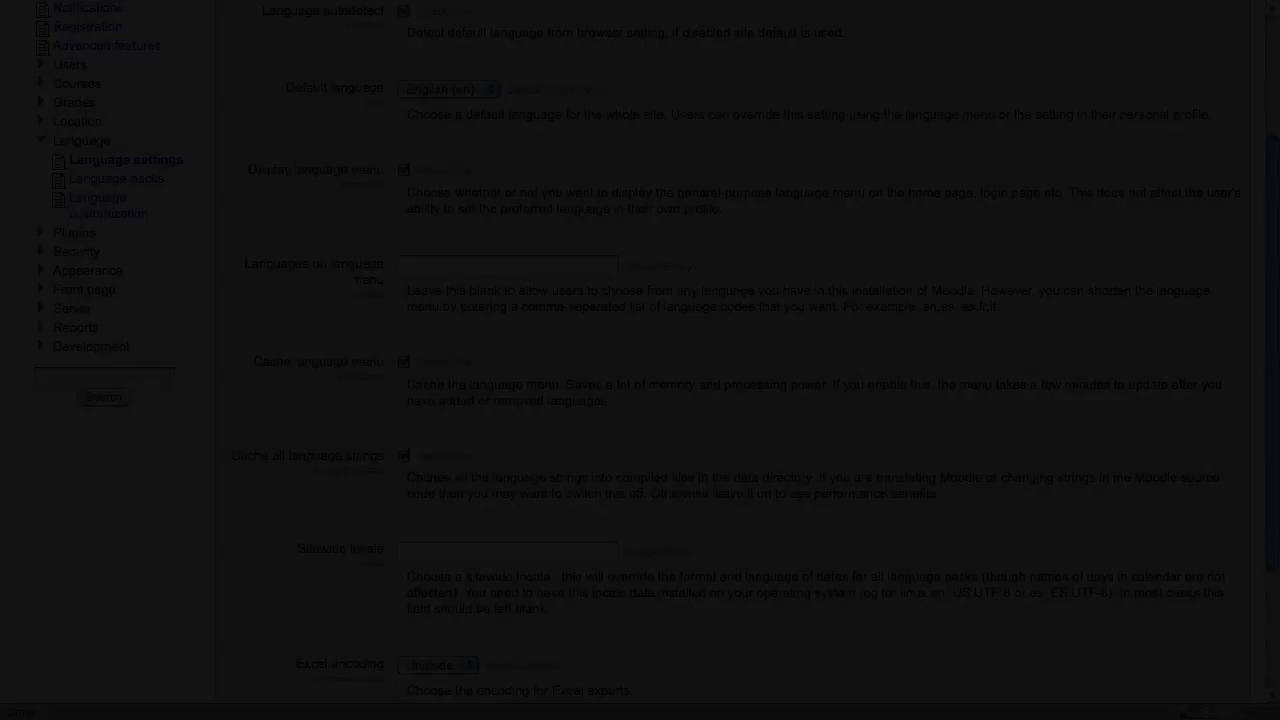 Notifications
Registration
Advanced features
Users
Courses
Grades
Location
Language
Language settings
Language packs
Language
customization
Plugins
Security
Appearance
Front page
Server
Reports
Development
Search
Language autodetect
Detect default language from browser setting, if disabled site default is used.
Default language
English (en)
Choose a default language for the whole site. Users can override this setting using the language menu or the setting in their personal profile.
Display language menu
Choose whether or not you want to display the general-purpose language menu on the home page, login page etc. This does not affect the user's
ability to set the preferred language in their own profile.
Languages on language
menu
Leave this blank to allow users to choose from any language you have in this installation of Moodle. However, you can shorten the language
menu by entering a comma-separated list of language codes that you want. For example: en,es_es,fr,it
Cache language menu
Cache the language menu. Saves a lot of memory and processing power. If you enable this, the menu takes a few minutes to update after you
have added or removed languages.
Cache all language strings
Caches all the language strings into compiled files in the data directory. If you are translating Moodle or changing strings in the Moodle source
code then you may want to switch this off. Otherwise leave it on to see performance benefits.
Sitewide locale
Choose a sitewide locale - this will override the format and language of dates for all language packs (though names of days in calendar are not
affected). You need to have this locale data installed on your operating system (eg for linux en_US.UTF-8 or es_ES.UTF-8). In most cases this
field should be left blank.
Excel encoding
Unicode
Choose the encoding for Excel exports.